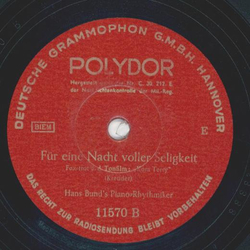 DEUTSCHE GRAMMOPHON G.M.B.H. HANNOVER
POLYDOR
BIEM
E
Für eine Nacht voller Seligkeit
(Kreuder)
Hans Bund's Piano-Rhythmiker
11570 B
DAS RECHT ZUR RADIOSENDUNG BLEIBT VORBEHALTEN